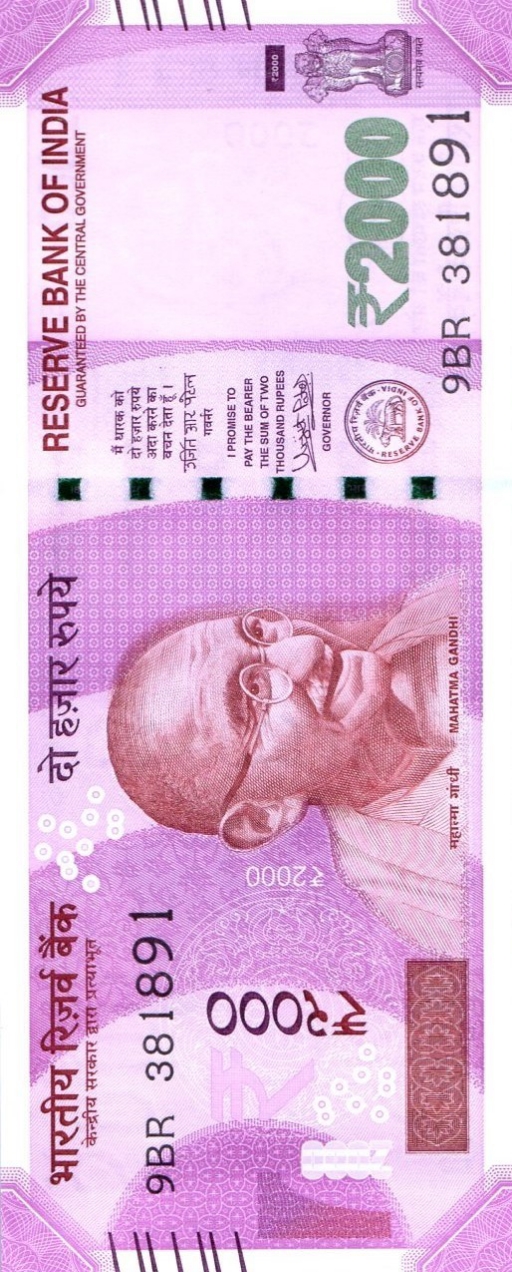 भारतीय रिज़र्व बैंक
केन्द्रीय सरकार द्वारा प्रत्याभूत
दो हज़ार रुपये
RESERVE BANK OF INDIA
GUARANTEED BY THE CENTRAL GOVERNMENT
9BR 381891
₹२०००
₹2000
मैं धारक को
दो हज़ार रुपये
अदा करने का
वचन देता हूँ।
उर्जित आर पटेल
गवर्नर
I PROMISE TO
PAY THE BEARER
THE SUM OF TWO
THOUSAND RUPEES
GOVERNOR
भारतीय रिज़र्व बैंक
RESERVE BANK OF INDIA
महात्मा गांधी MAHATMA GANDHI
₹2000
₹2000
सत्यमेव जयते
9BR 381891